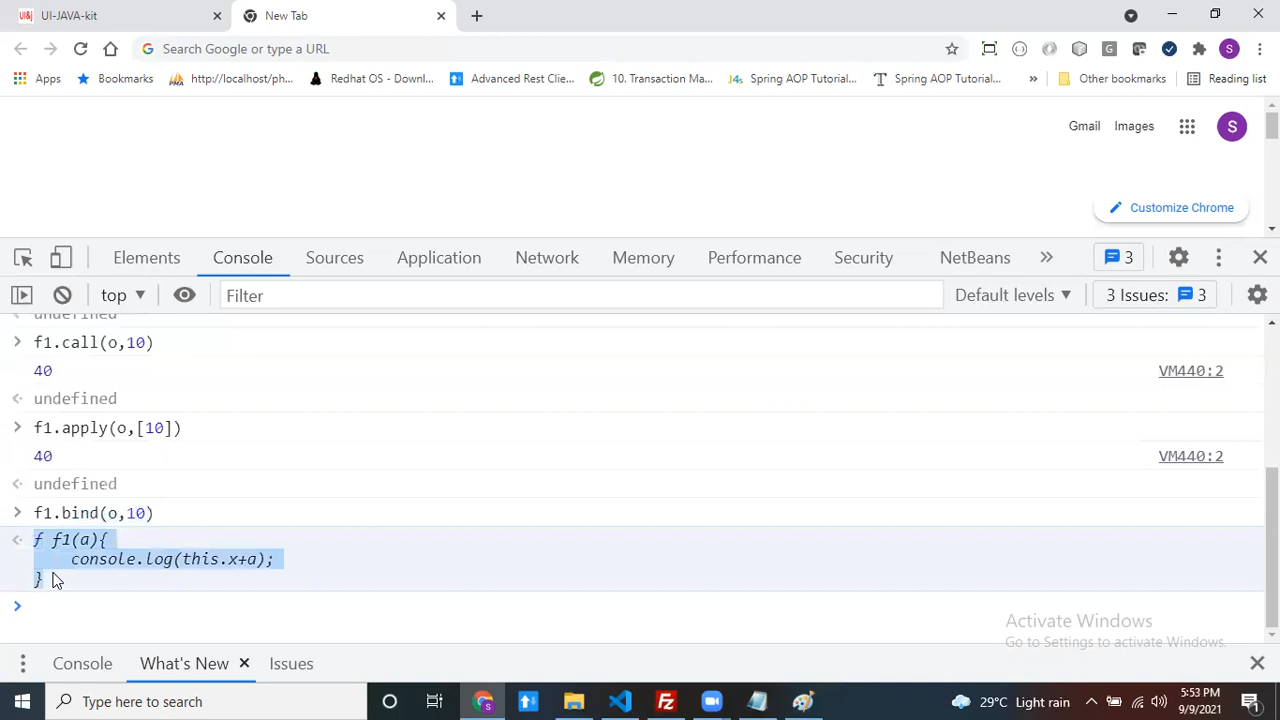 UI-JAVA-kit
New Tab
Search Google or type a URL
Apps Bookmarks http://localhost/ph... Redhat OS - Downl... Advanced Rest Clie... 10. Transaction Ma... J4s Spring AOP Tutorial... T Spring AOP Tutorial... » Other bookmarks Reading list
Gmail Images S
Customize Chrome
Elements Console Sources Application Network Memory Performance Security NetBeans » 3
top ▼ Filter Default levels ▼ 3 Issues: 3
undefined
f1.call(o,10)
40 VM440:2
undefined
f1.apply(o,[10])
40 VM440:2
undefined
f1.bind(o,10)
f f1(a){
console.log(this.x+a);
}
Activate Windows
Go to Settings to activate Windows.
Console What's New Issues
Type here to search
29°C Light rain
5:53 PM
9/9/2021
1